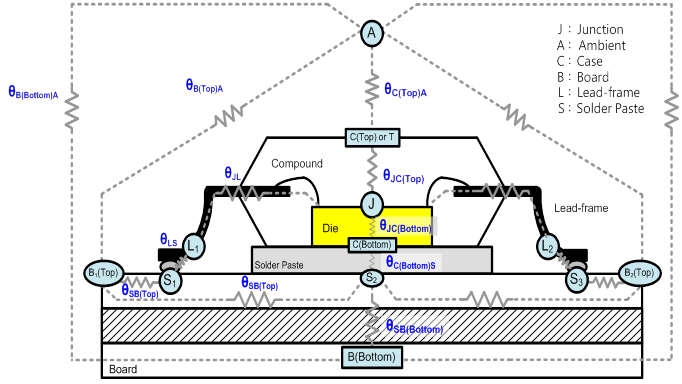 A
J : Junction
A : Ambient
C : Case
B : Board
L : Lead-frame
S : Solder Paste
θB(Bottom)A
θB(Top)A
θC(Top)A
C(Top) or T
Compound
θJL
θJC(Top)
J
Lead-frame
Die
θJC(Bottom)
θLS
L1
C(Bottom)
L2
Solder Paste
θC(Bottom)S
B1(Top)
S1
S2
S3
B2(Top)
θSB(Top)
θSB(Top)
θSB(Bottom)
B(Bottom)
Board